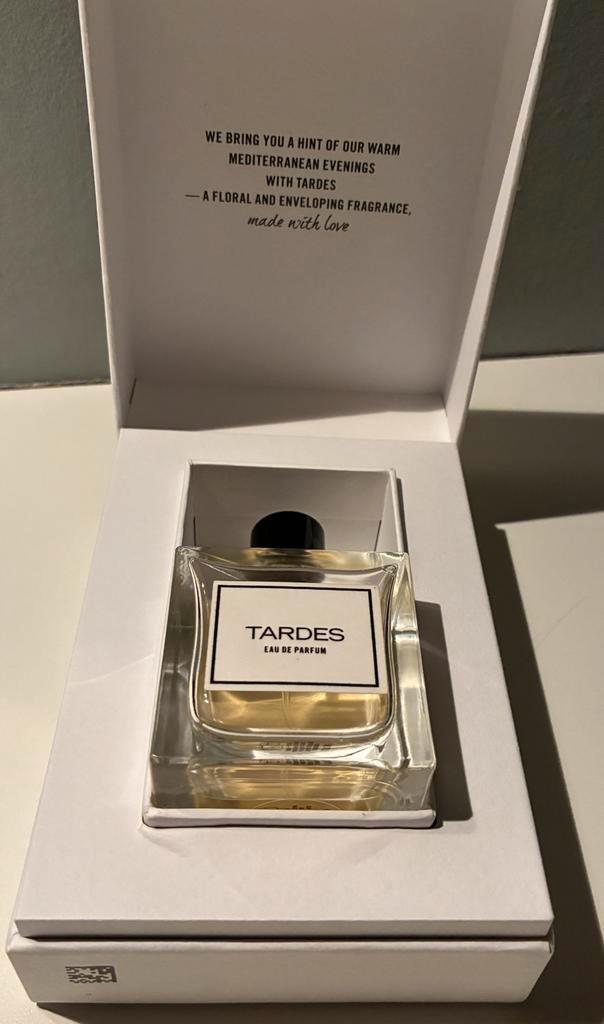 WE BRING YOU A HINT OF OUR WARM
MEDITERRANEAN EVENINGS
WITH TARDES
— A FLORAL AND ENVELOPING FRAGRANCE,
made with love
TARDES
EAU DE PARFUM